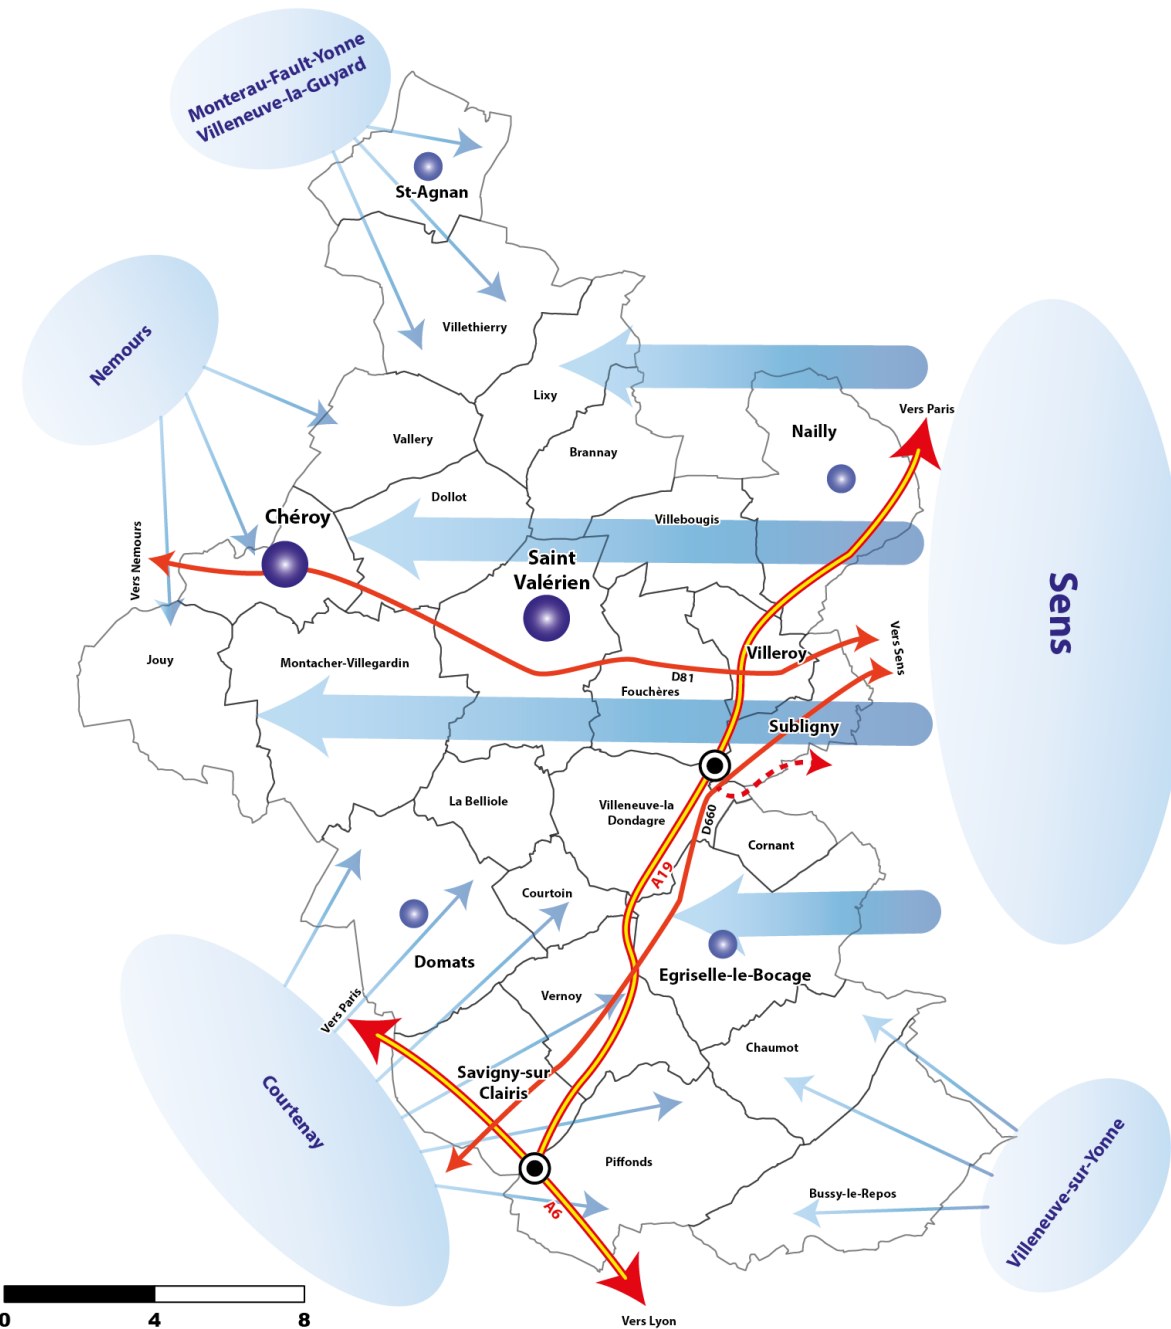 Monterau-Fault-Yonne
Villeneuve-la-Guyard
St-Agnan
Nemours
Villethierry
Lixy
Vers Paris
Vallery
Nailly
Brannay
Dollot
Chéroy
Villebougis
Vers Nemours
Saint
Valérien
Sens
Vers Sens
Jouy
Montacher-Villegardin
Villeroy
D81
Fouchères
Subligny
La Belliole
Villeneuve-la
Dondagre
D660
Cornant
A19
Courtoin
Domats
Egriselle-le-Bocage
Vers Paris
Vernoy
Chaumot
Savigny-sur
Clairis
Courtenay
Piffonds
Villeneuve-sur-Yonne
Bussy-le-Repos
A6
0 4 8
Vers Lyon